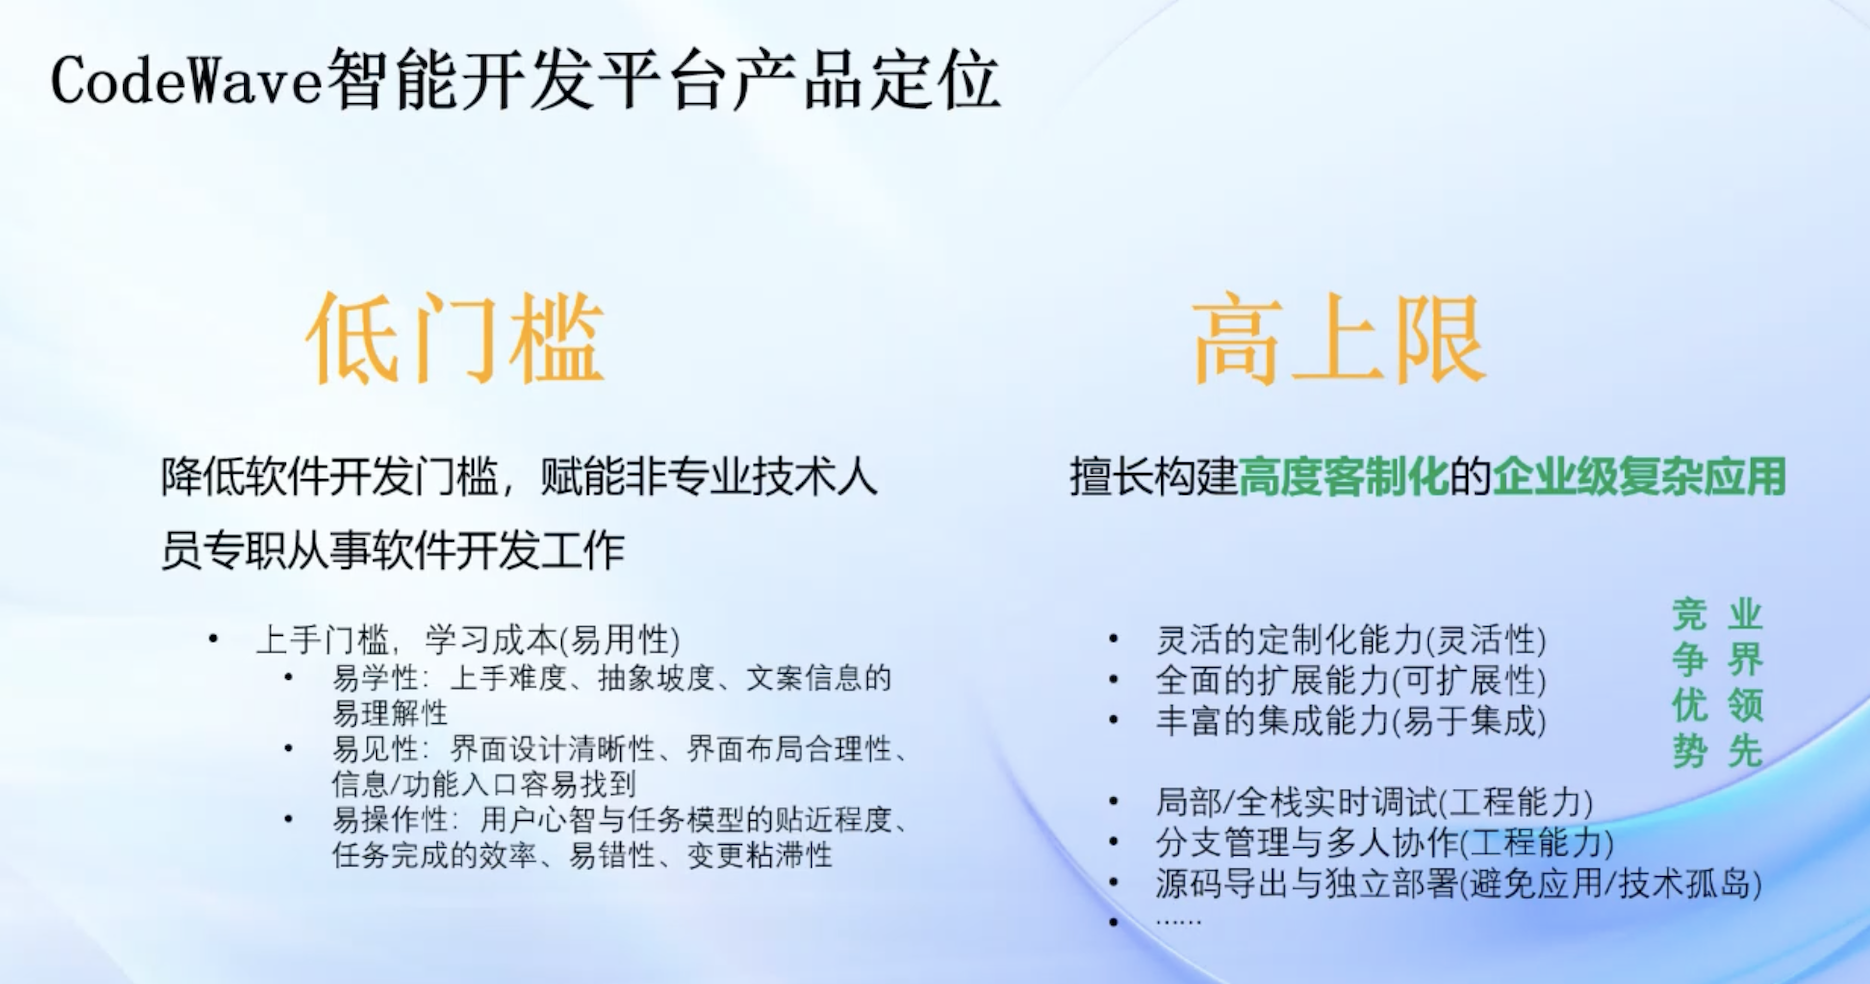 CodeWave智能开发平台产品定位
低门槛
降低软件开发门槛，赋能非专业技术人
员专职从事软件开发工作
• 上手门槛，学习成本(易用性)
• 易学性：上手难度、抽象坡度、文案信息的
易理解性
• 易见性：界面设计清晰性、界面布局合理性、
信息/功能入口容易找到
• 易操作性：用户心智与任务模型的贴近程度、
任务完成的效率、易错性、变更粘滞性
高上限
擅长构建高度客制化的企业级复杂应用
• 灵活的定制化能力(灵活性)
• 全面的扩展能力(可扩展性)
• 丰富的集成能力(易于集成)
• 局部/全栈实时调试(工程能力)
• 分支管理与多人协作(工程能力)
• 源码导出与独立部署(避免应用/技术孤岛)
• ……
业界领先
竞争优势